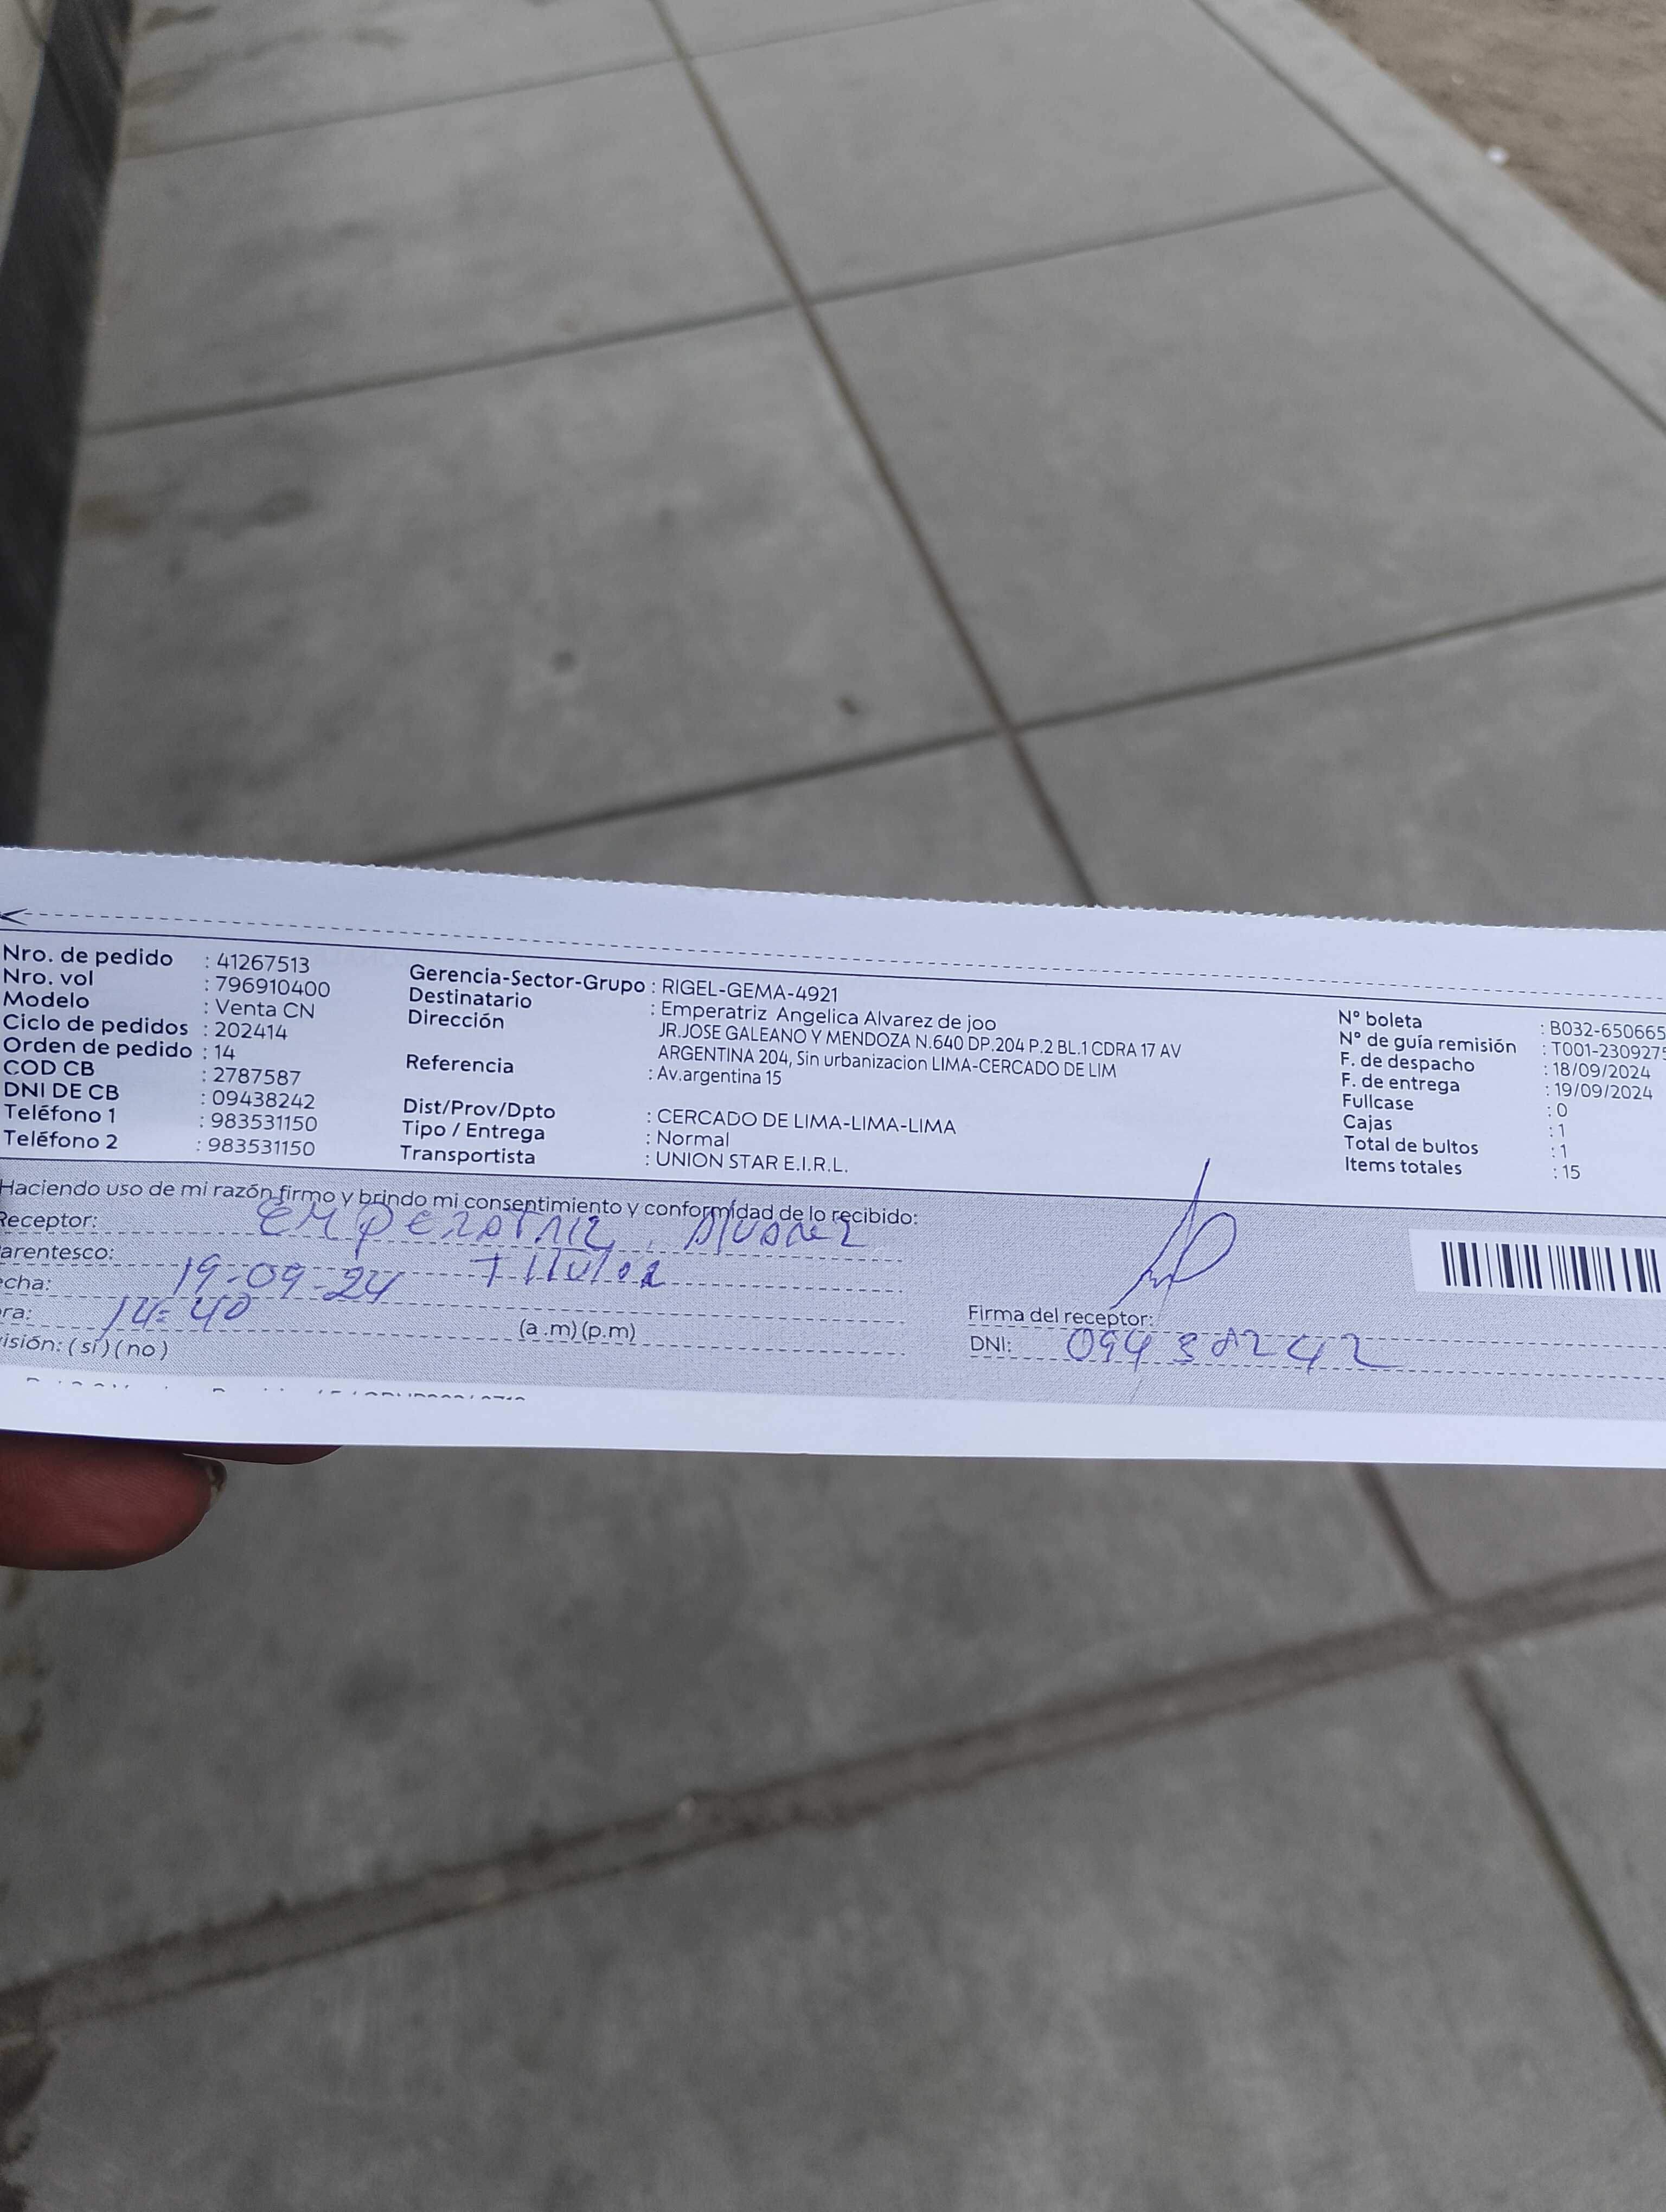 Nro. de pedido : 41267513
Nro. vol : 796910400
Modelo : Venta CN
Ciclo de pedidos : 202414
Orden de pedido : 14
COD CB : 2787587
DNI DE CB : 09438242
Teléfono 1 : 983531150
Teléfono 2 : 983531150
Gerencia-Sector-Grupo : RIGEL-GEMA-4921
Destinatario : Emperatriz Angelica Alvarez de joo
Dirección JR.JOSE GALEANO Y MENDOZA N.640 DP.204 P.2 BL.1 CDRA 17 AV
ARGENTINA 204, Sin urbanizacion LIMA-CERCADO DE LIM
Referencia : Av.argentina 15
Dist/Prov/Dpto : CERCADO DE LIMA-LIMA-LIMA
Tipo / Entrega : Normal
Transportista : UNION STAR E.I.R.L.
N° boleta : B032-650665
N° de guía remisión : T001-2309275
F. de despacho : 18/09/2024
F. de entrega : 19/09/2024
Fullcase : 0
Cajas : 1
Total de bultos : 1
Items totales : 15
Haciendo uso de mi razón firmo y brindo mi consentimiento y conformidad de lo recibido:
Receptor: EMPERATRIZ Alvarez
arentesco: Titular
echa: 19-09-24
ra: 14:40 (a .m) (p.m)
isión: ( si ) ( no )
Firma del receptor:
DNI: 09438242